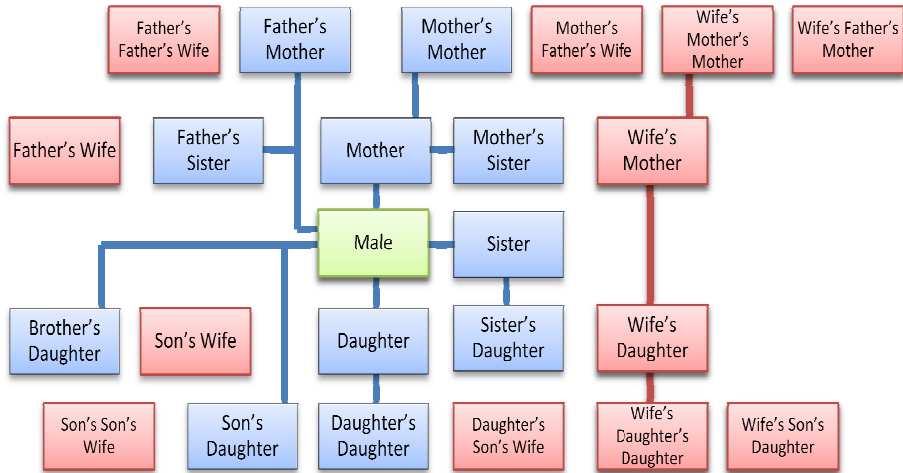 Father's
Father's Wife
Father's
Mother
Mother's
Mother
Mother's
Father's Wife
Wife's
Mother's
Mother
Wife's Father's
Mother
Father's Wife
Father's
Sister
Mother
Mother's
Sister
Wife's
Mother
Male
Sister
Brother's
Daughter
Son's Wife
Daughter
Sister's
Daughter
Wife's
Daughter
Son's Son's
Wife
Son's
Daughter
Daughter's
Daughter
Daughter's
Son's Wife
Wife's
Daughter's
Daughter
Wife's Son's
Daughter